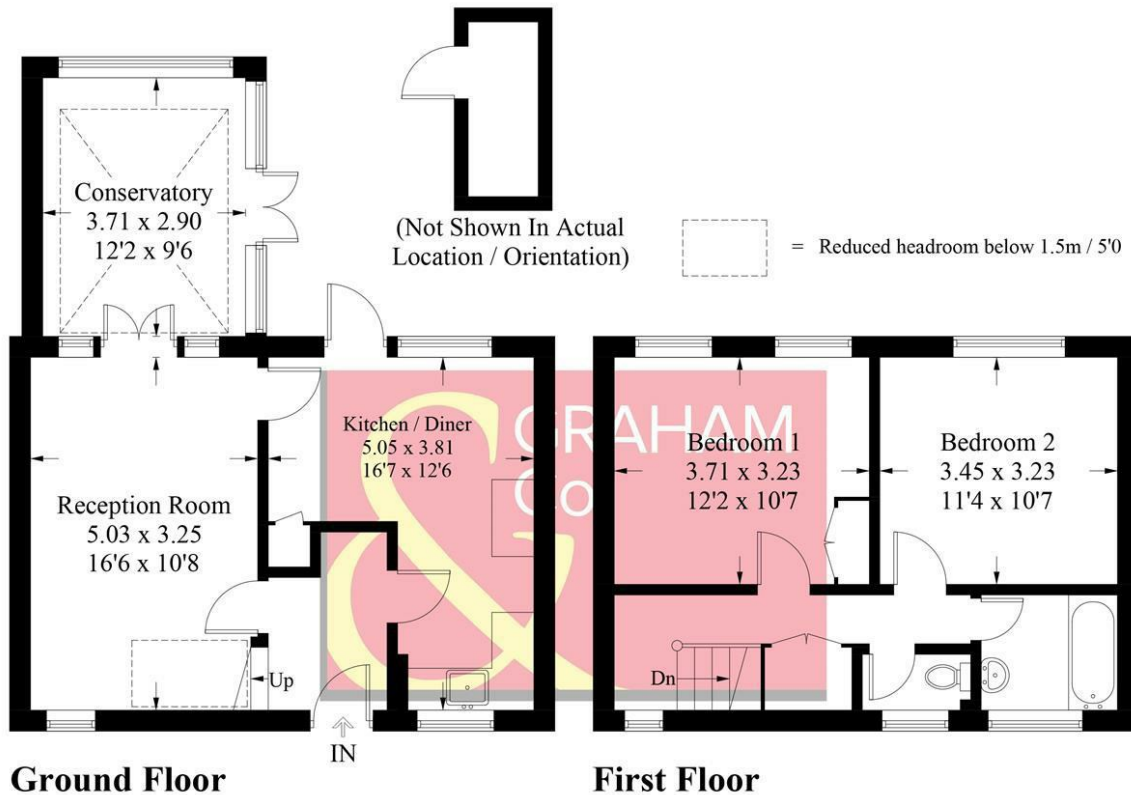 (Not Shown In Actual
Location / Orientation)
= Reduced headroom below 1.5m / 5'0
Conservatory
3.71 x 2.90
12'2 x 9'6
Kitchen / Diner
5.05 x 3.81
16'7 x 12'6
Reception Room
5.03 x 3.25
16'6 x 10'8
Up
IN
Ground Floor
& GRAHAM
Co
Bedroom 1
3.71 x 3.23
12'2 x 10'7
Bedroom 2
3.45 x 3.23
11'4 x 10'7
Dn
First Floor